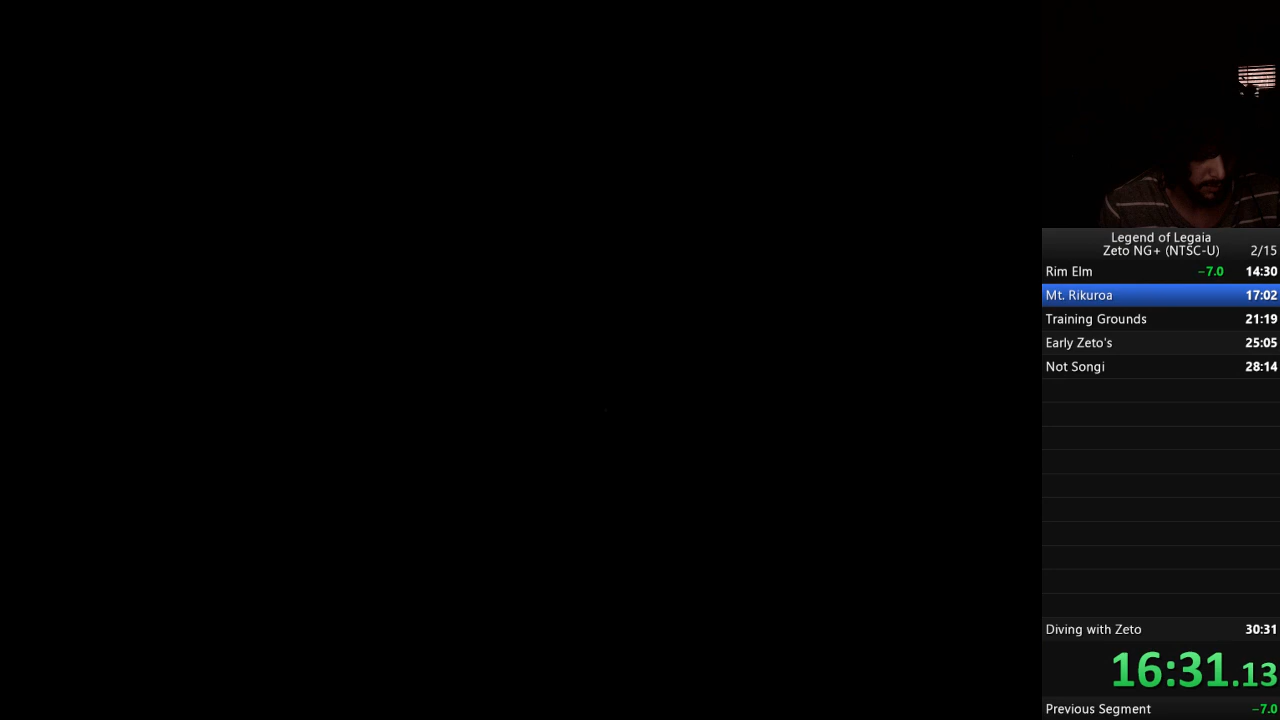 Legend of Legaia
Zeto NG+ (NTSC-U) 2/15
Rim Elm −7.0 14:30
Mt. Rikuroa 17:02
Training Grounds 21:19
Early Zeto's 25:05
Not Songi 28:14
Diving with Zeto 30:31
16:31.13
Previous Segment −7.0